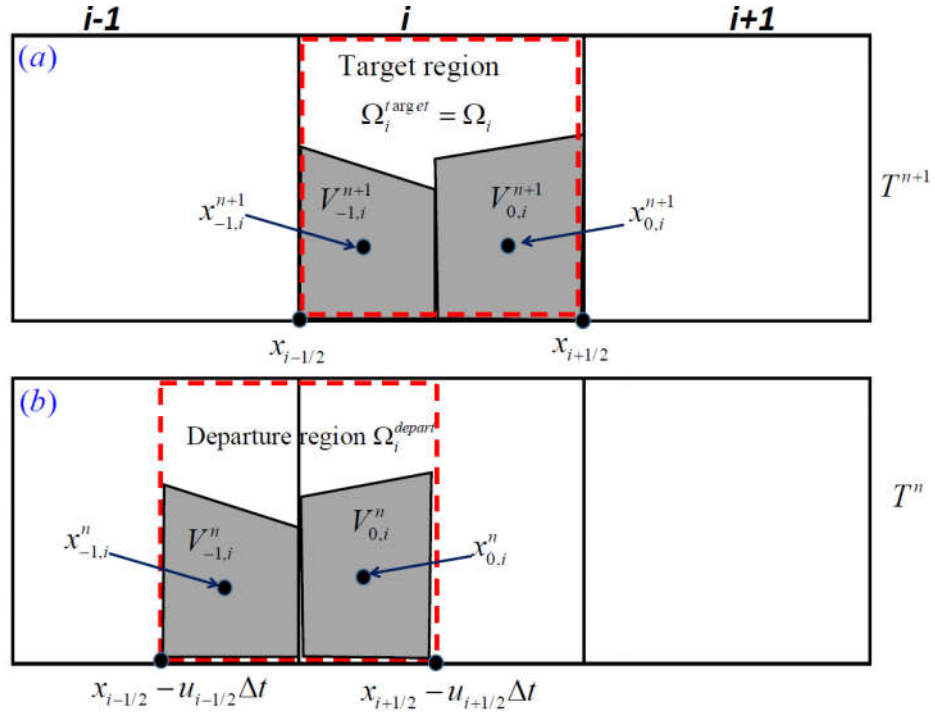 i-1 i i+1
(a)
Target region
Ω_i^{target} = Ω_i
V_{-1,i}^{n+1} V_{0,i}^{n+1}
x_{-1,i}^{n+1} x_{0,i}^{n+1} T^{n+1}
x_{i-1/2} x_{i+1/2}
(b)
Departure region Ω_i^{depart}
T^n
V_{-1,i}^n V_{0,i}^n
x_{-1,i}^n x_{0,i}^n
x_{i-1/2} - u_{i-1/2}Δt x_{i+1/2} - u_{i+1/2}Δt